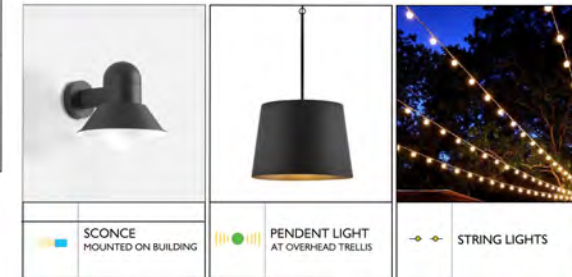 SCONCE
MOUNTED ON BUILDING
PENDENT LIGHT
AT OVERHEAD TRELLIS
STRING LIGHTS